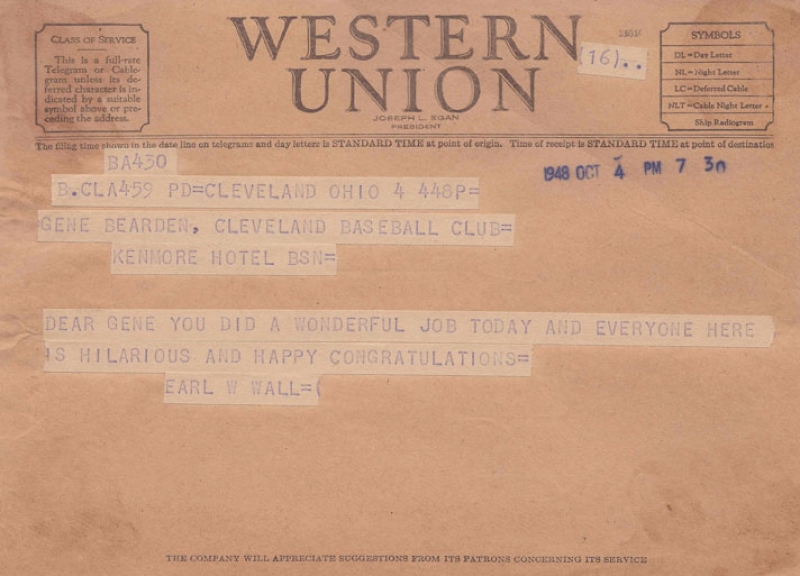 CLASS OF SERVICE
This is a full-rate
Telegram or Cable-
gram unless its de-
ferred character is in-
dicated by a suitable
symbol above or pre-
ceding the address.
WESTERN
UNION
JOSEPH L. EGAN
PRESIDENT
(16)..
SYMBOLS
DL=Day Letter
NL=Night Letter
LC=Deferred Cable
NLT=Cable Night Letter
Ship Radiogram
The filing time shown in the date line on telegrams and day letters is STANDARD TIME at point of origin. Time of receipt is STANDARD TIME at point of destination
BA430
1948 OCT 4 PM 7 30
B.CLA459 PD=CLEVELAND OHIO 4 448P=
GENE BEARDEN, CLEVELAND BASEBALL CLUB=
KENMORE HOTEL BSN=
DEAR GENE YOU DID A WONDERFUL JOB TODAY AND EVERYONE HERE
IS HILARIOUS AND HAPPY CONGRATULATIONS=
EARL W WALL=(
THE COMPANY WILL APPRECIATE SUGGESTIONS FROM ITS PATRONS CONCERNING ITS SERVICE